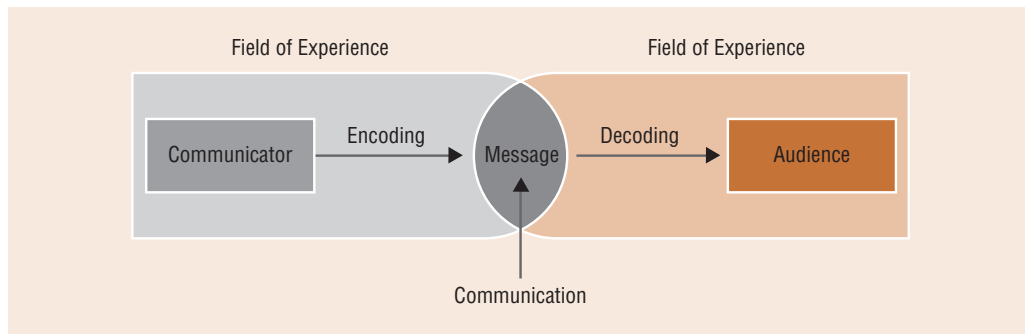 Field of Experience
Field of Experience
Communicator
Encoding
Message
Decoding
Audience
Communication